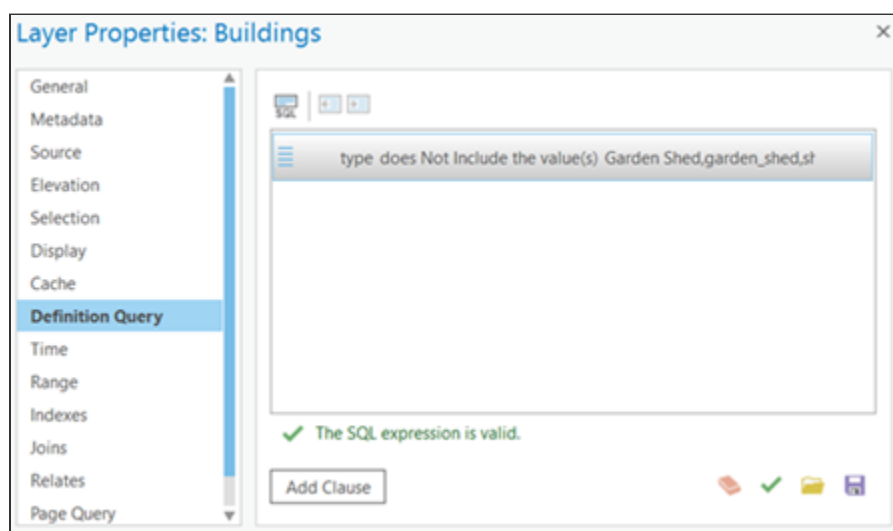 Layer Properties: Buildings
General
Metadata
Source
Elevation
Selection
Display
Cache
Definition Query
Time
Range
Indexes
Joins
Relates
Page Query
SQL
type does Not Include the value(s) Garden Shed,garden_shed,sh
The SQL expression is valid.
Add Clause